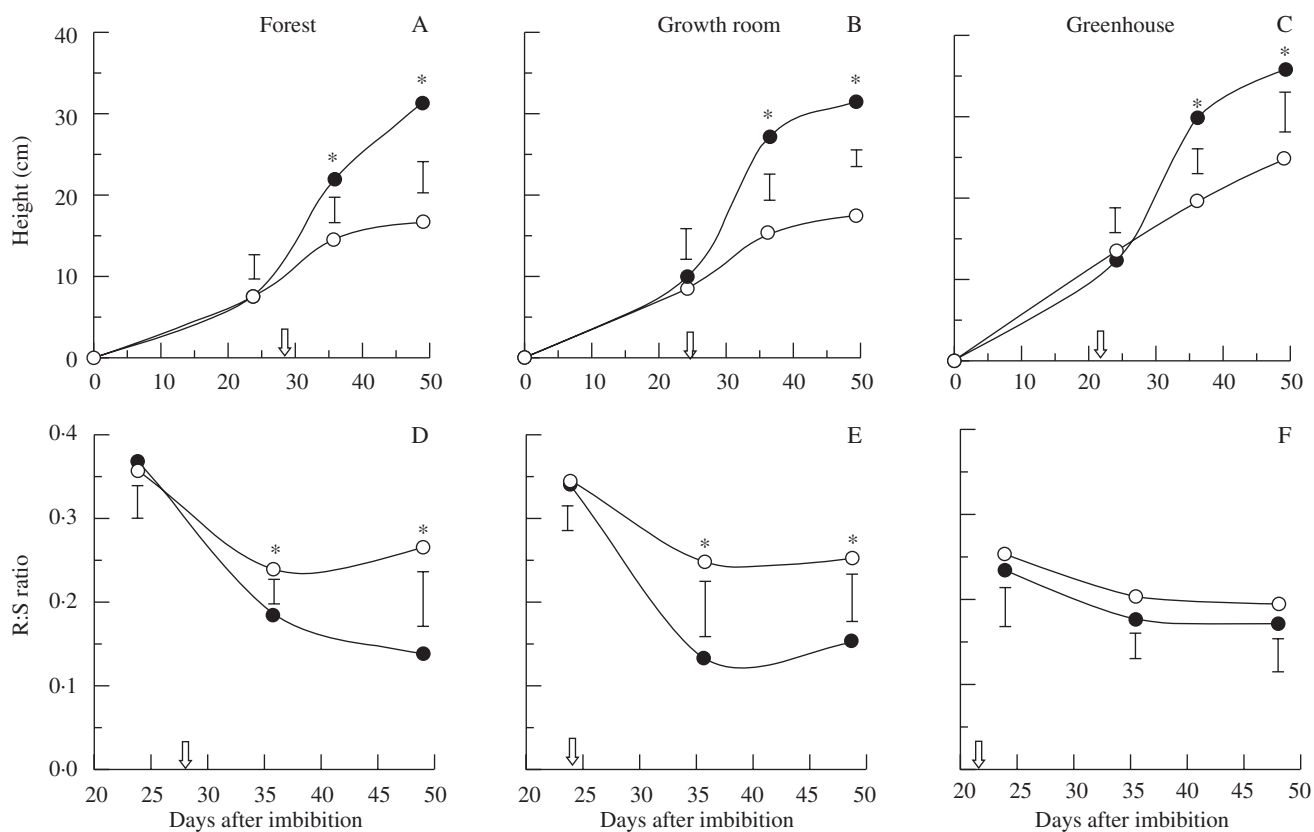 Forest A
Growth room B
Greenhouse C
40
30
20
10
0
Height (cm)
*
*
*
*
*
*
0 10 20 30 40 50
0 10 20 30 40 50
0 10 20 30 40 50
D
E
F
0·4
0·3
0·2
0·1
0·0
R:S ratio
*
*
*
*
20 25 30 35 40 45 50
20 25 30 35 40 45 50
20 25 30 35 40 45 50
Days after imbibition
Days after imbibition
Days after imbibition